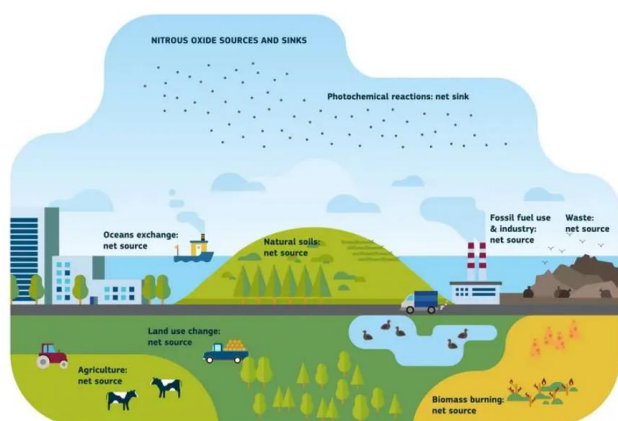 NITROUS OXIDE SOURCES AND SINKS
Photochemical reactions: net sink
Oceans exchange:
net source
Natural soils:
net source
Fossil fuel use
& industry:
net source
Waste:
net source
Land use change:
net source
Agriculture:
net source
Biomass burning:
net source